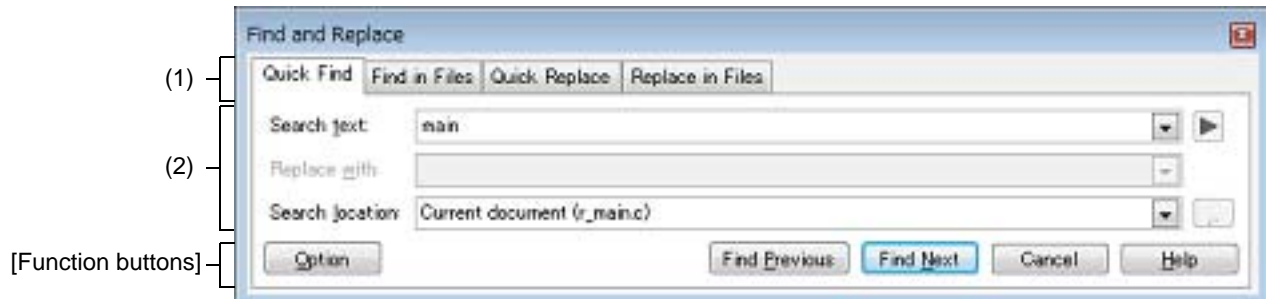 Find and Replace
(1)
Quick Find Find in Files Quick Replace Replace in Files
Search text: main
(2)
Replace with:
Search location: Current document (r_main.c)
[Function buttons]
Option Find Previous Find Next Cancel Help